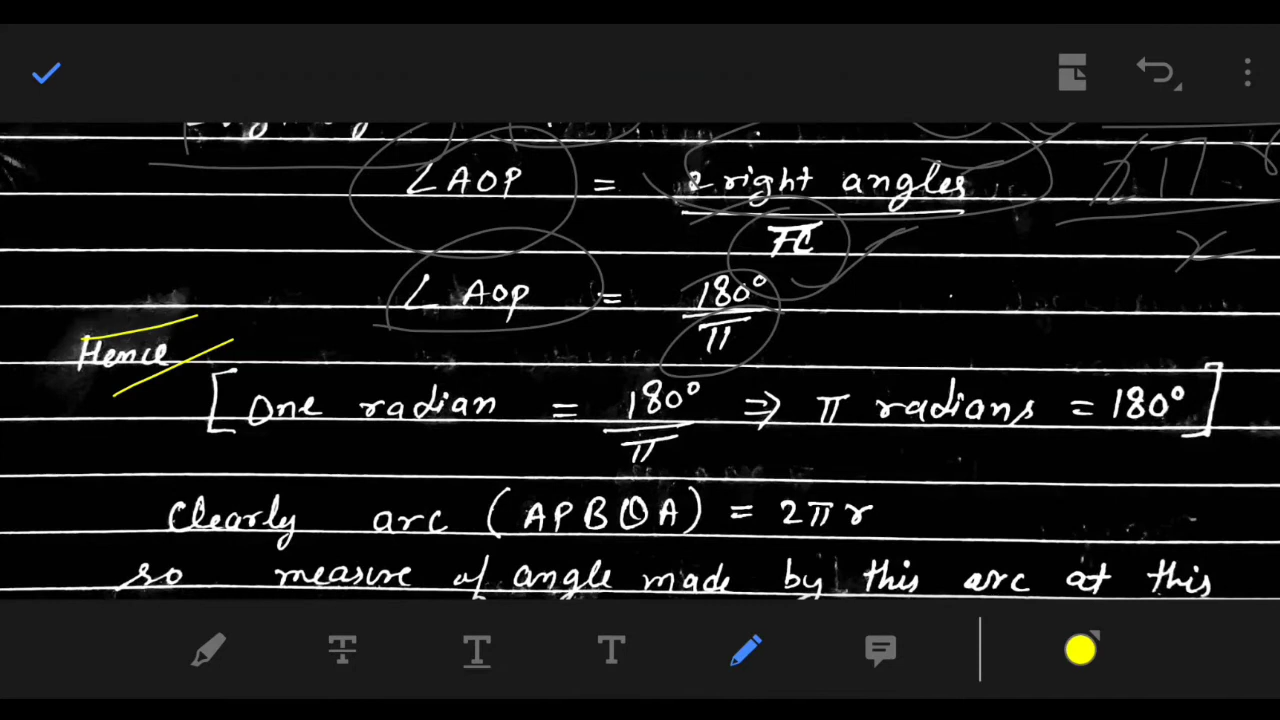 ∠AOP = 2 right angles
π
∠AOP = 180°
π
Hence
[One radian = 180°/π ⇒ π radians = 180°]
Clearly arc (APBQA) = 2πr
so measure of angle made by this arc at this